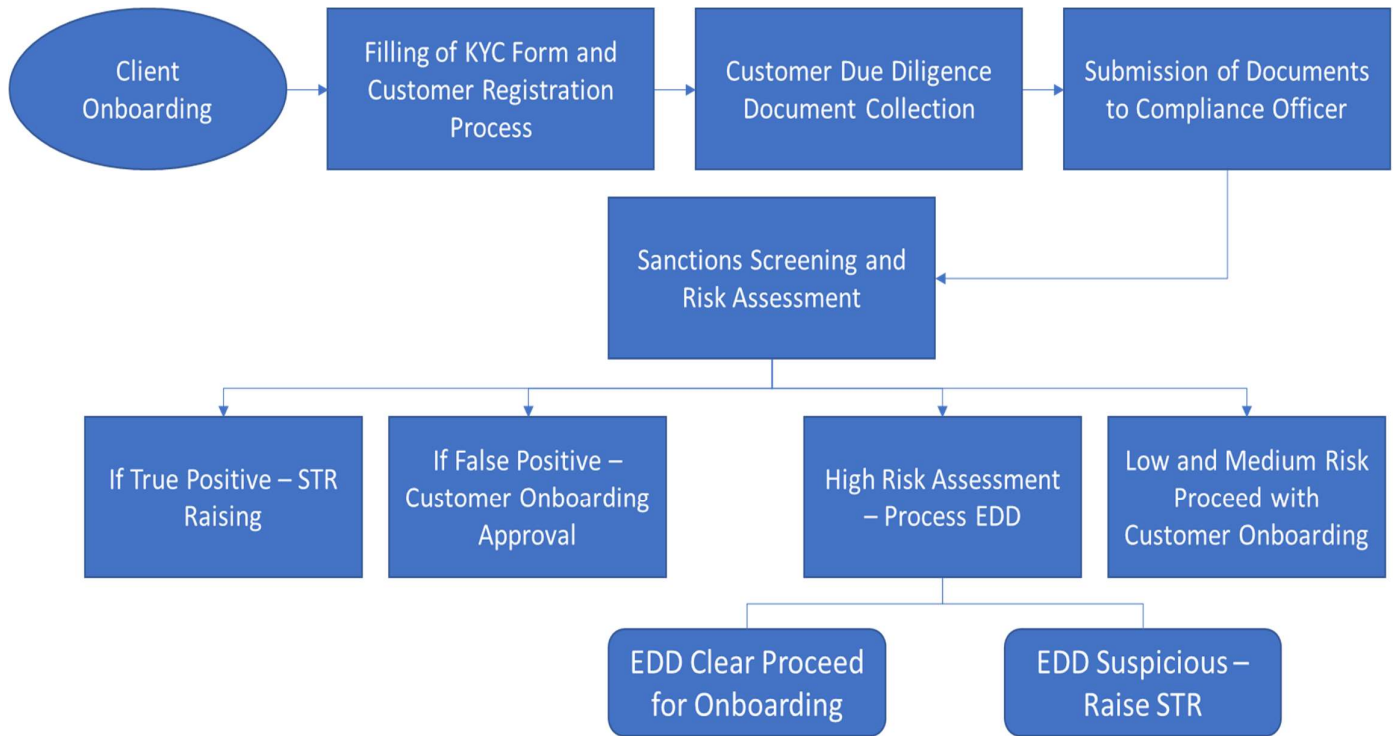 Client
Onboarding
Filling of KYC Form and
Customer Registration
Process
Customer Due Diligence
Document Collection
Submission of Documents
to Compliance Officer
Sanctions Screening and
Risk Assessment
If True Positive – STR
Raising
If False Positive –
Customer Onboarding
Approval
High Risk Assessment
– Process EDD
Low and Medium Risk
Proceed with
Customer Onboarding
EDD Clear Proceed
for Onboarding
EDD Suspicious –
Raise STR